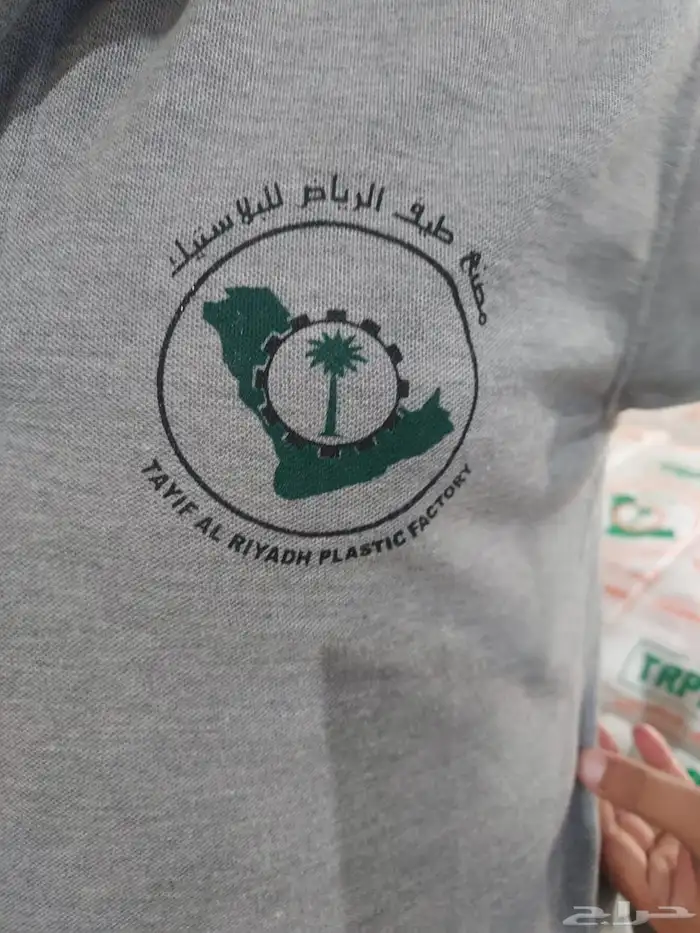 مصنع طيف الرياض للبلاستيك
TAYIF AL RIYADH PLASTIC FACTORY
TRP
حراج